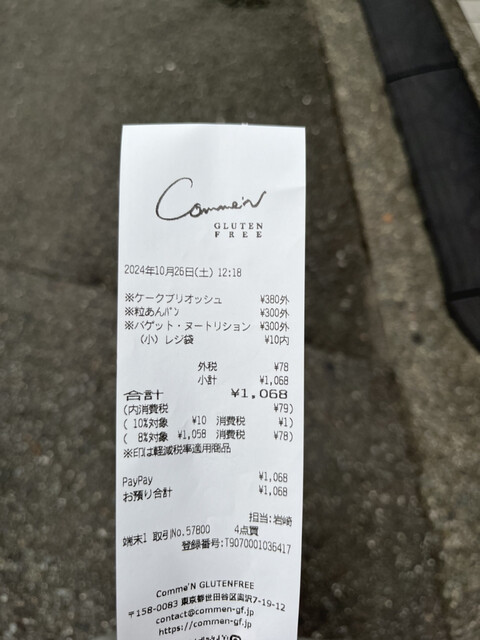 Comme'N
GLUTEN
FREE
2024年10月26日(土) 12:18
※ケークブリオッシュ ¥380外
※粒あんパン ¥300外
※バゲット・ヌートリション ¥300外
(小)レジ袋 ¥10内
外税 ¥78
小計 ¥1,068
合計 ¥1,068
(内消費税 ¥79)
( 10%対象 ¥10 消費税 ¥1)
( 8%対象 ¥1,058 消費税 ¥78)
※印は軽減税率適用商品
PayPay ¥1,068
お預り合計 ¥1,068
担当:岩崎
端末1 取引No.57800 4点買
登録番号:T9070001036417
Comme'N GLUTENFREE
〒158-0083 東京都世田谷区奥沢7-19-12
contact@commen-gf.jp
https://commen-gf.jp